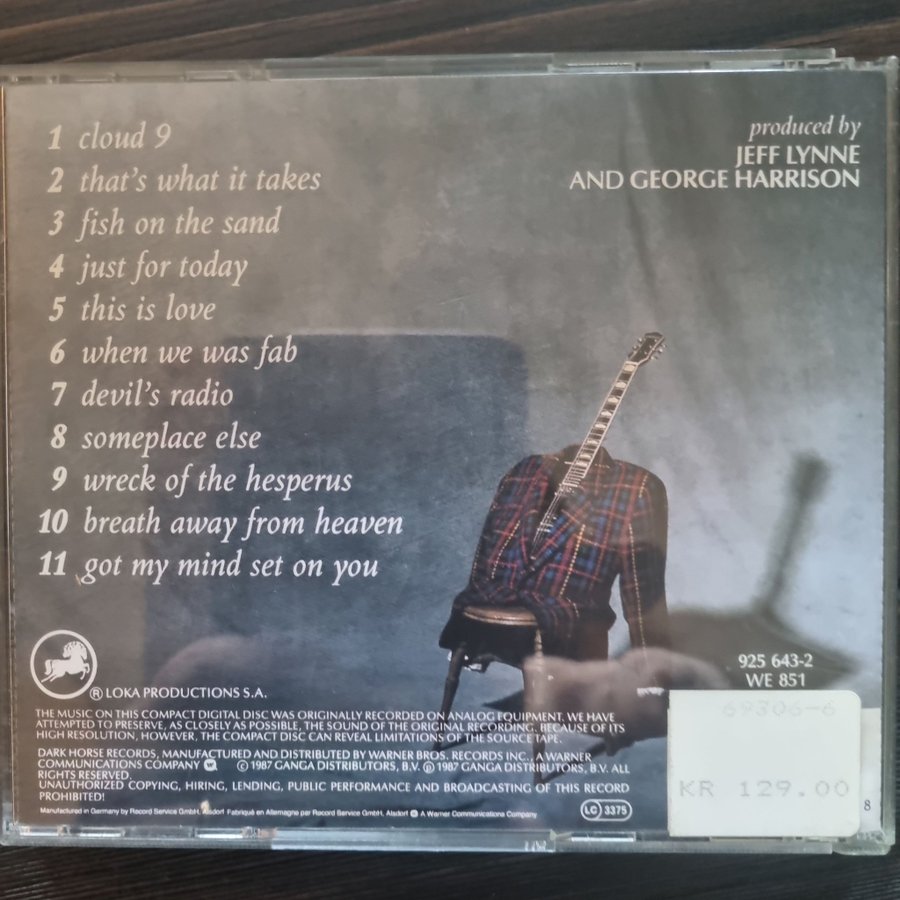 1 cloud 9
2 that's what it takes
3 fish on the sand
4 just for today
5 this is love
6 when we was fab
7 devil's radio
8 someplace else
9 wreck of the hesperus
10 breath away from heaven
11 got my mind set on you
produced by
JEFF LYNNE
AND GEORGE HARRISON
925 643-2
WE 851
69306-6
KR 129.00
8
℗ LOKA PRODUCTIONS S.A.
THE MUSIC ON THIS COMPACT DIGITAL DISC WAS ORIGINALLY RECORDED ON ANALOG EQUIPMENT. WE HAVE
ATTEMPTED TO PRESERVE, AS CLOSELY AS POSSIBLE, THE SOUND OF THE ORIGINAL RECORDING. BECAUSE OF ITS
HIGH RESOLUTION, HOWEVER, THE COMPACT DISC CAN REVEAL LIMITATIONS OF THE SOURCE TAPE.
DARK HORSE RECORDS, MANUFACTURED AND DISTRIBUTED BY WARNER BROS. RECORDS INC., A WARNER
COMMUNICATIONS COMPANY © 1987 GANGA DISTRIBUTORS, B.V. ℗ 1987 GANGA DISTRIBUTORS, B.V. ALL
RIGHTS RESERVED.
UNAUTHORIZED COPYING, HIRING, LENDING, PUBLIC PERFORMANCE AND BROADCASTING OF THIS RECORD
PROHIBITED!
Manufactured in Germany by Record Service GmbH, Alsdorf Fabriqué en Allemagne par Record Service GmbH, Alsdorf A Warner Communications Company
LC 3375